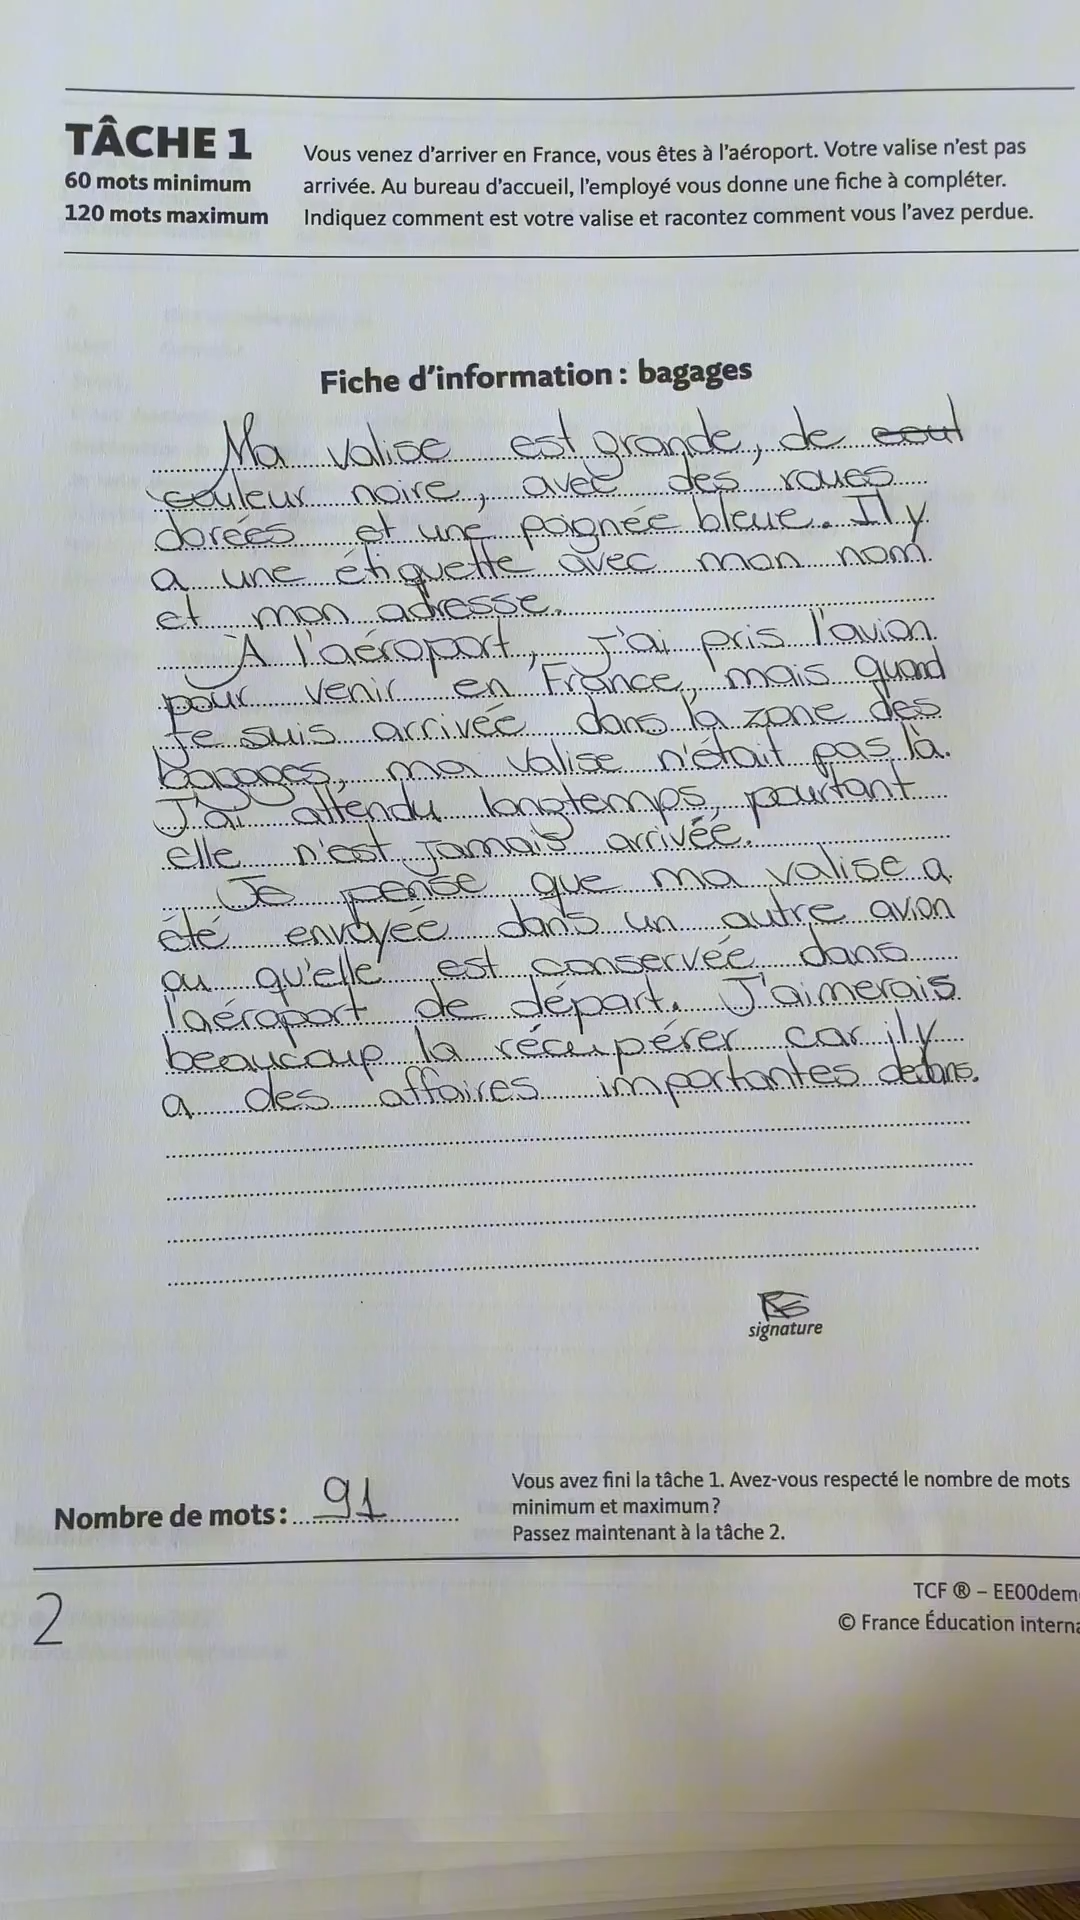 TÂCHE 1
60 mots minimum
120 mots maximum
Vous venez d'arriver en France, vous êtes à l'aéroport. Votre valise n'est pas
arrivée. Au bureau d'accueil, l'employé vous donne une fiche à compléter.
Indiquez comment est votre valise et racontez comment vous l'avez perdue.
Fiche d'information : bagages
Ma valise est grande, de cout
couleur noire, avec des roues
dorées et une poignée bleue. Il y
a une étiquette avec mon nom
et mon adresse.
À l'aéroport, j'ai pris l'avion
pour venir en France, mais quand
je suis arrivée dans la zone des
bagages, ma valise n'était pas là.
J'ai attendu longtemps, pourtant
elle n'est jamais arrivée.
Je pense que ma valise a
été envoyée dans un autre avion
ou qu'elle est conservée dans
l'aéroport de départ. J'aimerais
beaucoup la récupérer car il y
a des affaires importantes dedans.
signature
Nombre de mots : 91
Vous avez fini la tâche 1. Avez-vous respecté le nombre de mots
minimum et maximum ?
Passez maintenant à la tâche 2.
2
TCF ® – EE00dem
© France Éducation interna